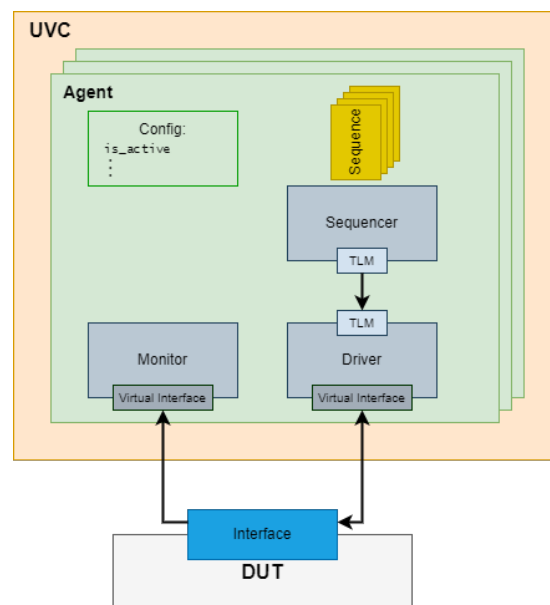 UVC
Agent
Config:
is_active
⋮
Sequence
Sequencer
TLM
TLM
Monitor
Driver
Virtual Interface
Virtual Interface
Interface
DUT